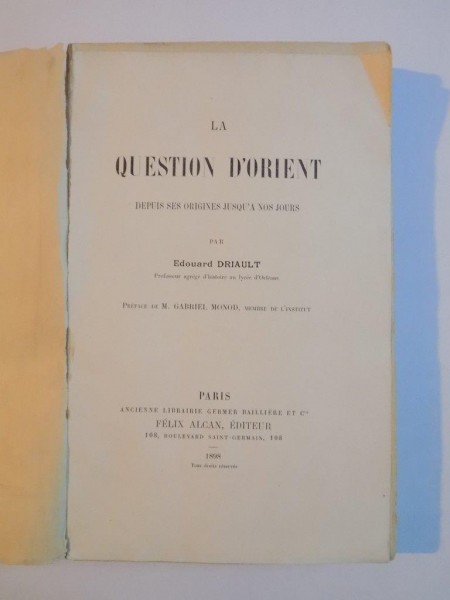 LA
QUESTION D'ORIENT
DEPUIS SES ORIGINES JUSQU'A NOS JOURS
PAR
Edouard DRIAULT
Professeur agrégé d'histoire au lycée d'Orléans
PRÉFACE DE M. GABRIEL MONOD, MEMBRE DE L'INSTITUT
PARIS
ANCIENNE LIBRAIRIE GERMER BAILLIÈRE ET Cie
FÉLIX ALCAN, ÉDITEUR
108, BOULEVARD SAINT-GERMAIN, 108
1898
Tous droits réservés